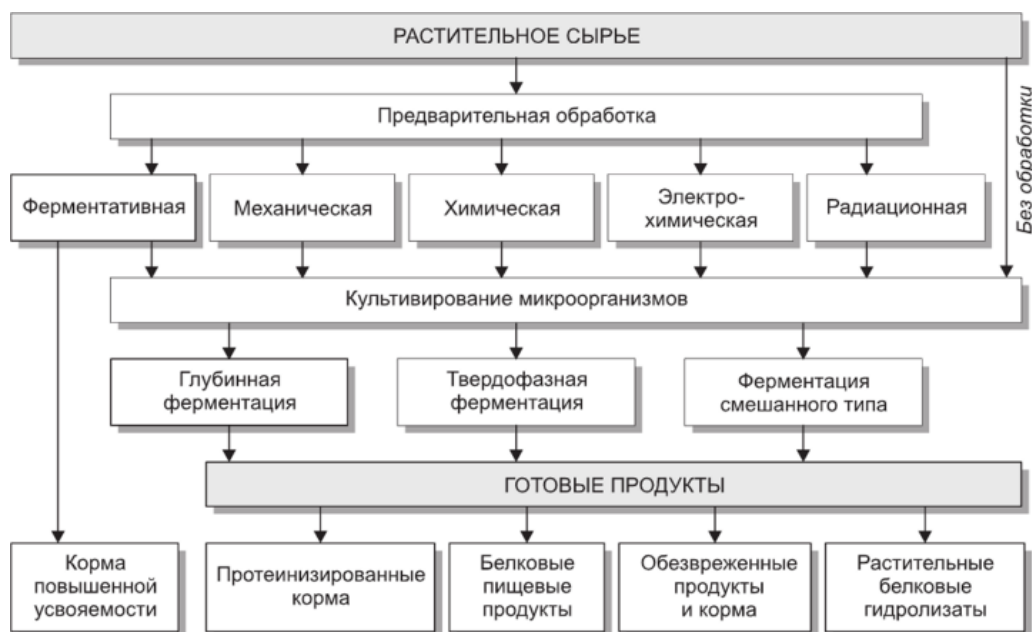 РАСТИТЕЛЬНОЕ СЫРЬЕ
Без обработки
Предварительная обработка
Ферментативная
Механическая
Химическая
Электро-
химическая
Радиационная
Культивирование микроорганизмов
Глубинная
ферментация
Твердофазная
ферментация
Ферментация
смешанного типа
ГОТОВЫЕ ПРОДУКТЫ
Корма
повышенной
усвояемости
Протеинизированные
корма
Белковые
пищевые
продукты
Обезвреженные
продукты
и корма
Растительные
белковые
гидролизаты